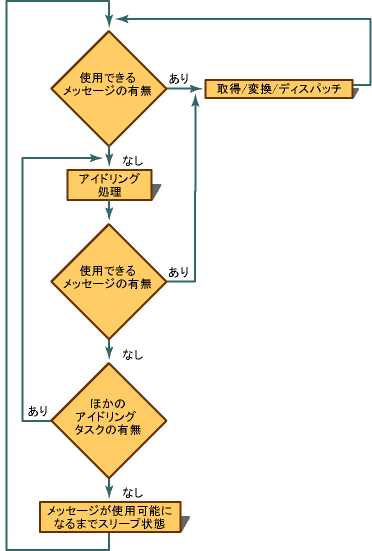 使用できる
メッセージの有無
あり
取得/変換/ディスパッチ
なし
アイドリング
処理
使用できる
メッセージの有無
あり
なし
ほかの
アイドリング
タスクの有無
あり
なし
メッセージが使用可能に
なるまでスリープ状態